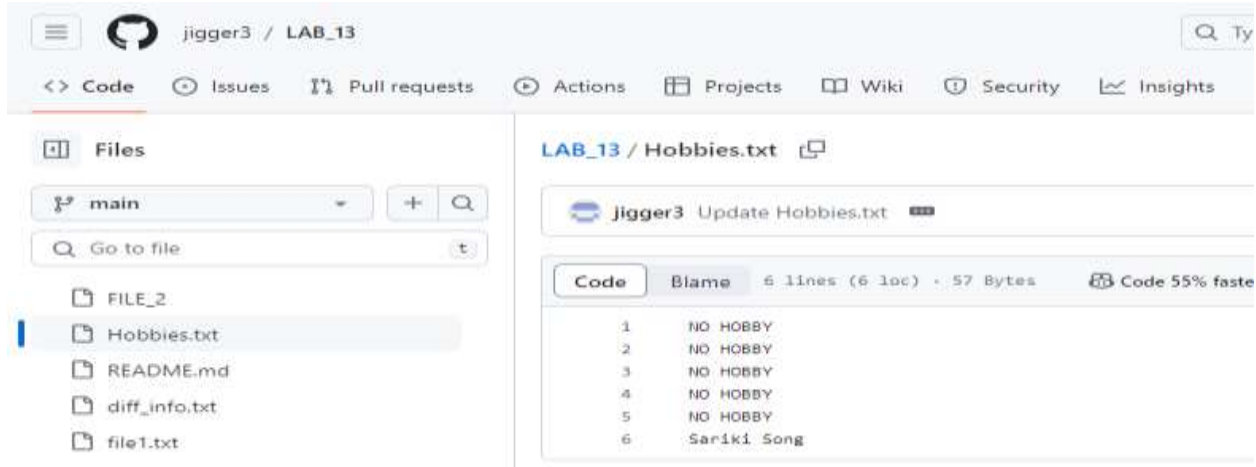 jigger3 / LAB_13
Ty
<> Code Issues Pull requests Actions Projects Wiki Security Insights
Files
main
Go to file t
FILE_2
Hobbies.txt
README.md
diff_info.txt
file1.txt
LAB_13 / Hobbies.txt
jigger3 Update Hobbies.txt
Code Blame 6 lines (6 loc) · 57 Bytes Code 55% faste
1 NO HOBBY
2 NO HOBBY
3 NO HOBBY
4 NO HOBBY
5 NO HOBBY
6 Sariki Song